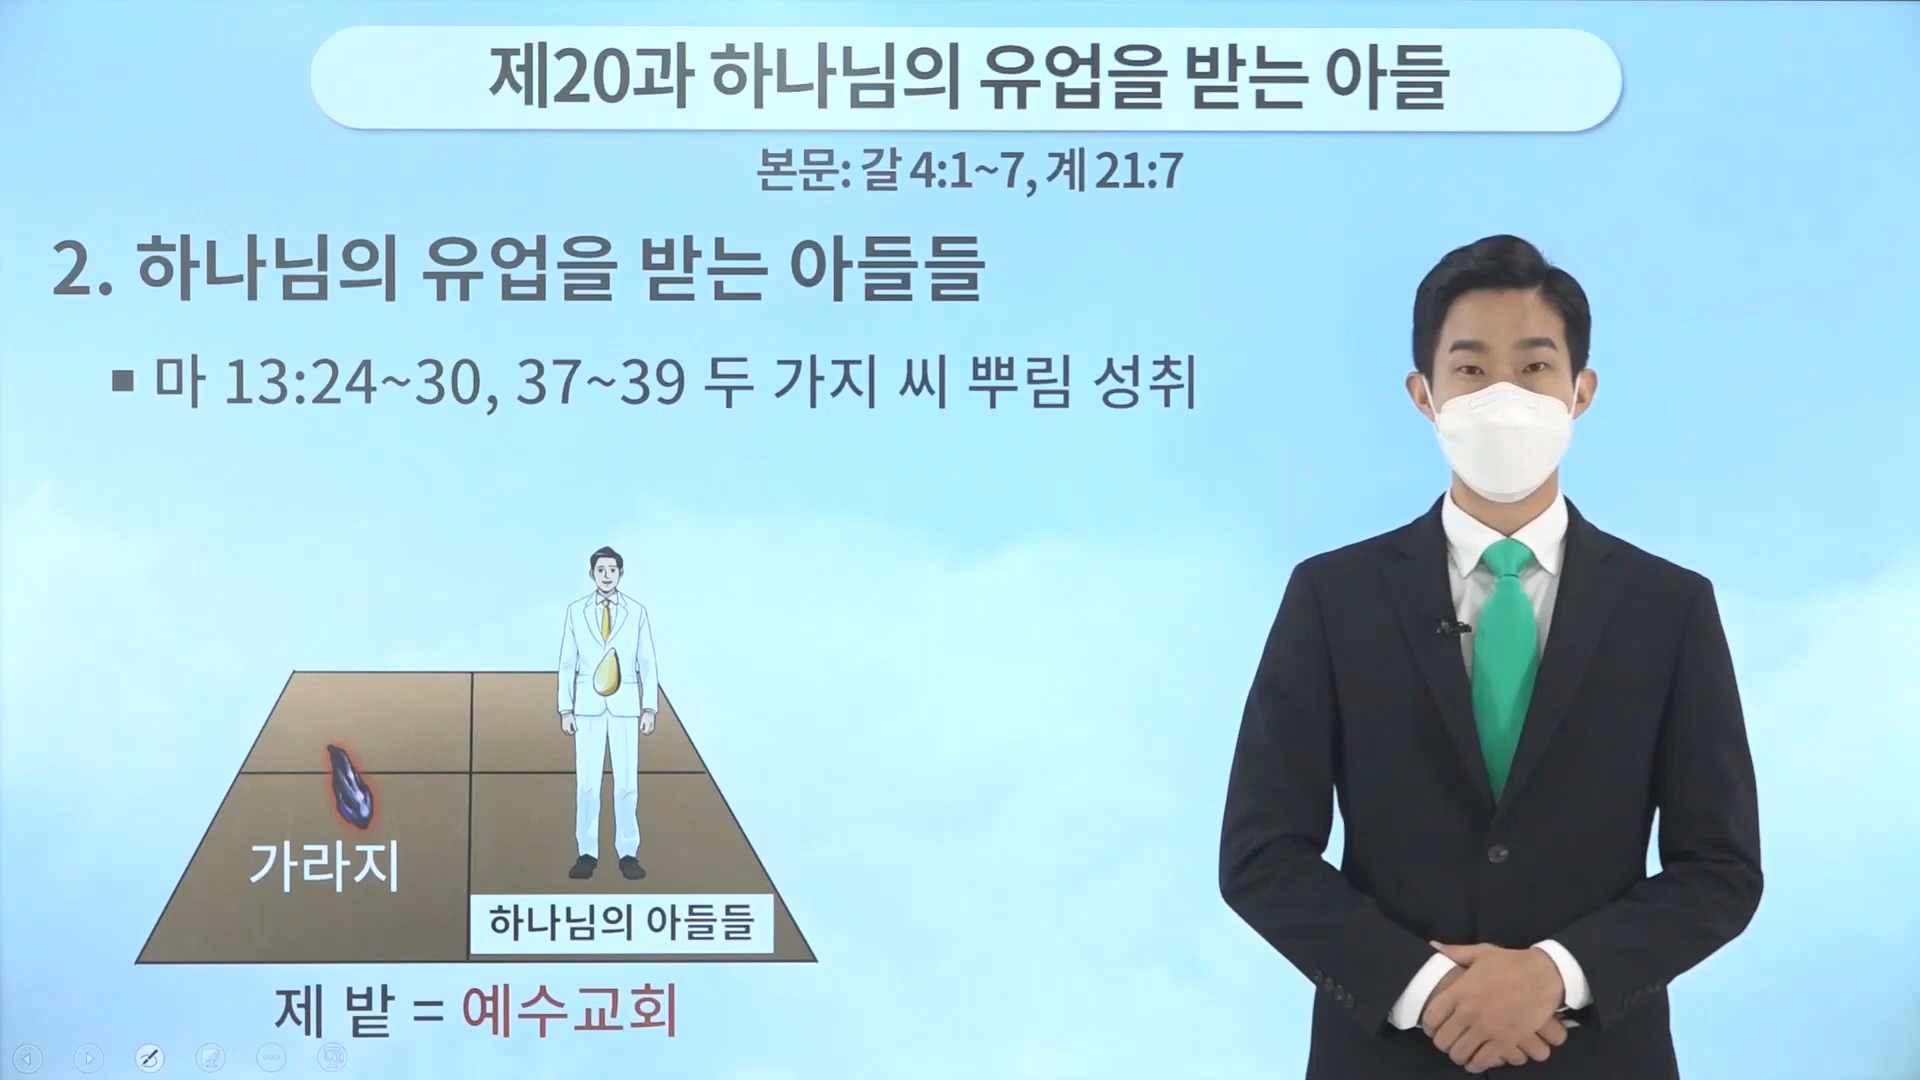 제20과 하나님의 유업을 받는 아들
본문: 갈 4:1~7, 계 21:7
2. 하나님의 유업을 받는 아들들
▪ 마 13:24~30, 37~39 두 가지 씨 뿌림 성취
가라지
하나님의 아들들
제 밭 = 예수교회